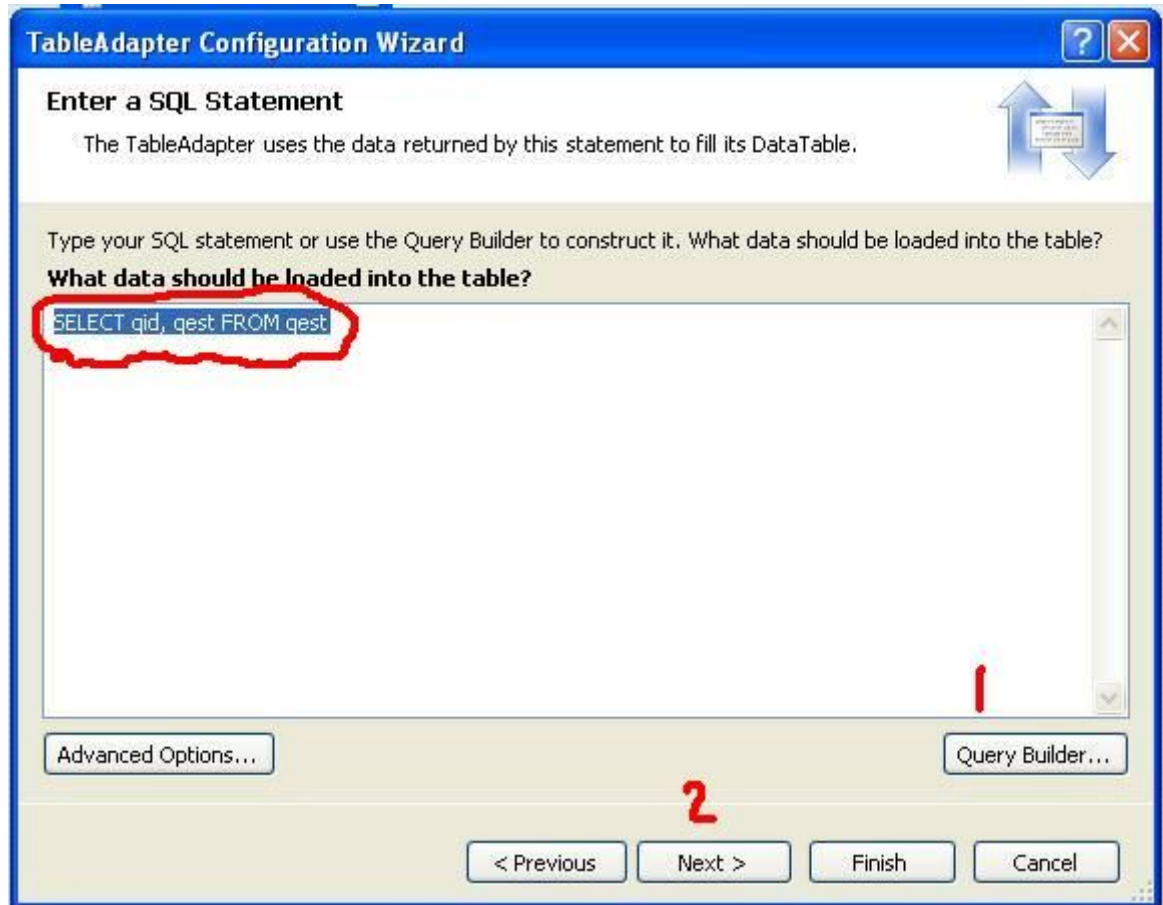 TableAdapter Configuration Wizard
Enter a SQL Statement
The TableAdapter uses the data returned by this statement to fill its DataTable.
Type your SQL statement or use the Query Builder to construct it. What data should be loaded into the table?
What data should be loaded into the table?
SELECT qid, qest FROM qest
1
Advanced Options...
Query Builder...
2
< Previous
Next >
Finish
Cancel